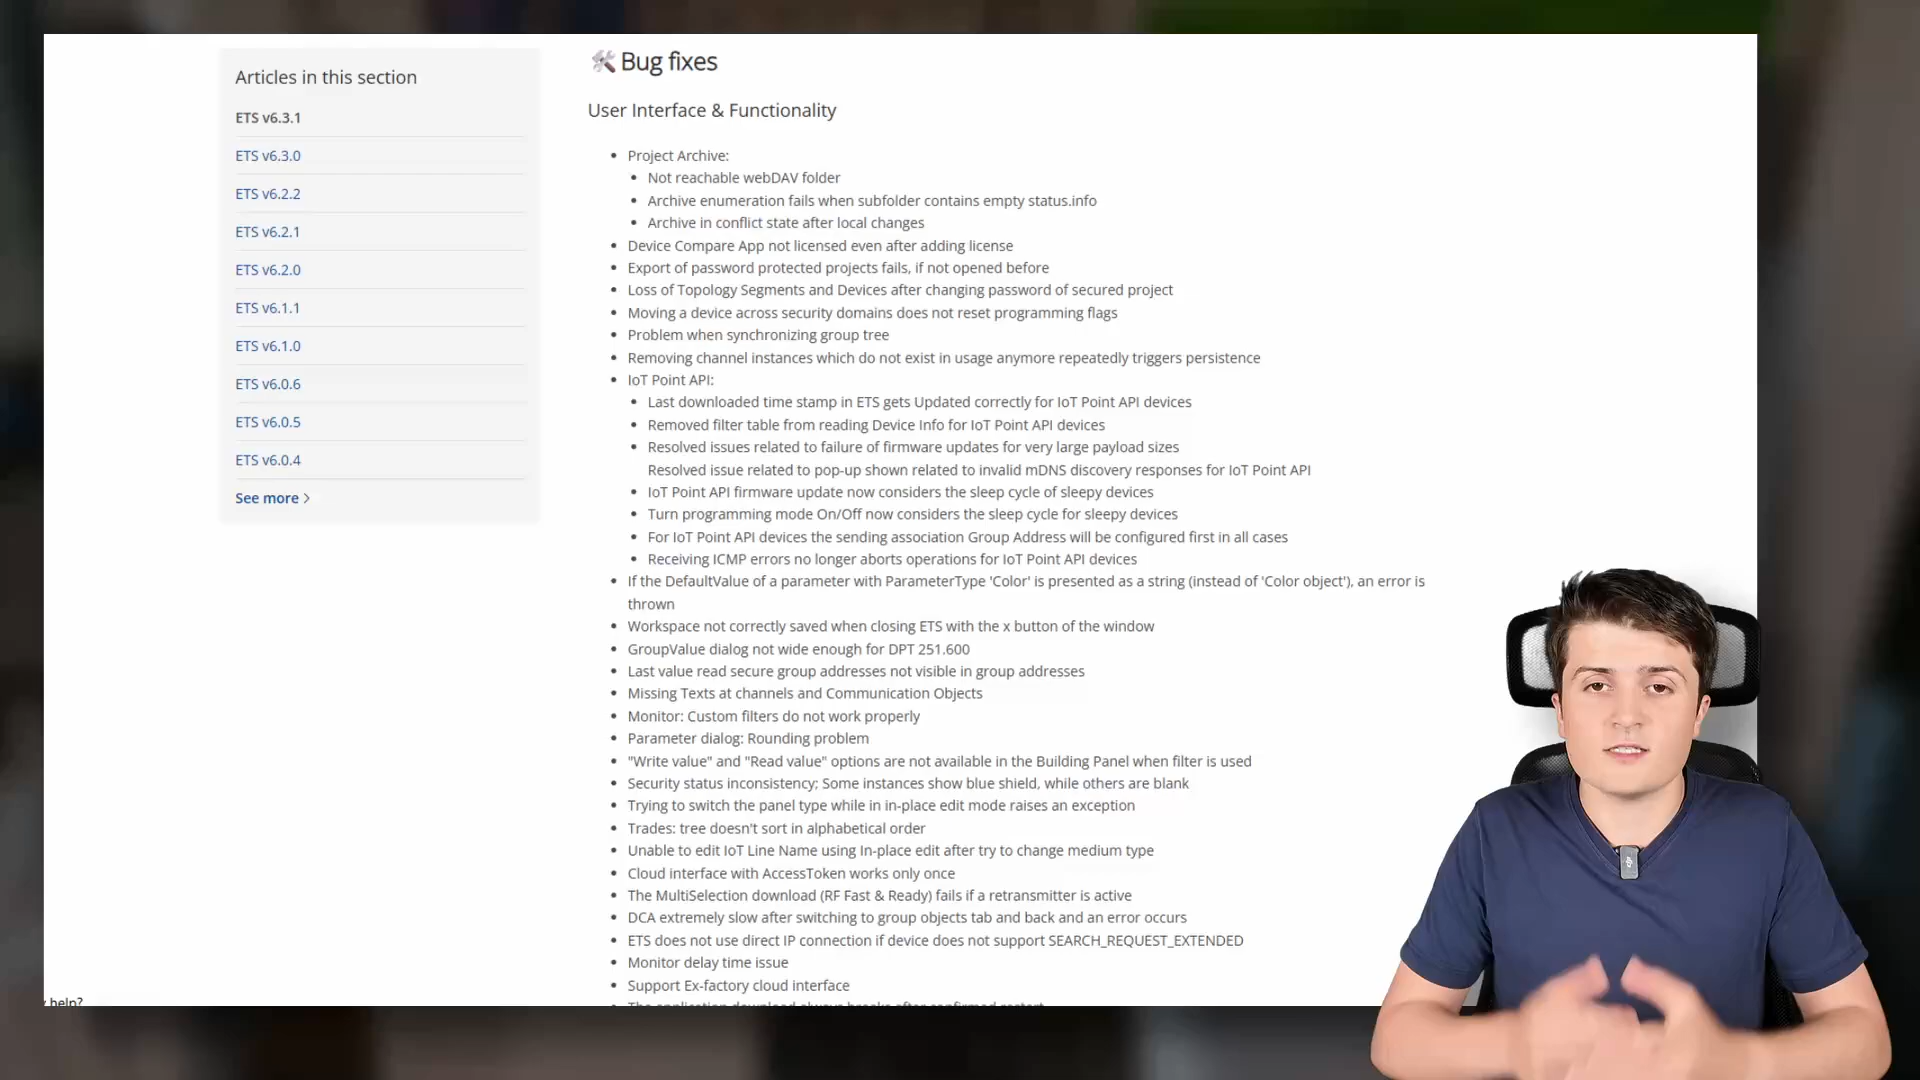 Articles in this section
ETS v6.3.1
ETS v6.3.0
ETS v6.2.2
ETS v6.2.1
ETS v6.2.0
ETS v6.1.1
ETS v6.1.0
ETS v6.0.6
ETS v6.0.5
ETS v6.0.4
See more >
Bug fixes
User Interface & Functionality
Project Archive:
Not reachable webDAV folder
Archive enumeration fails when subfolder contains empty status.info
Archive in conflict state after local changes
Device Compare App not licensed even after adding license
Export of password protected projects fails, if not opened before
Loss of Topology Segments and Devices after changing password of secured project
Moving a device across security domains does not reset programming flags
Problem when synchronizing group tree
Removing channel instances which do not exist in usage anymore repeatedly triggers persistence
IoT Point API:
Last downloaded time stamp in ETS gets Updated correctly for IoT Point API devices
Removed filter table from reading Device Info for IoT Point API devices
Resolved issues related to failure of firmware updates for very large payload sizes
Resolved issue related to pop-up shown related to invalid mDNS discovery responses for IoT Point API
IoT Point API firmware update now considers the sleep cycle of sleepy devices
Turn programming mode On/Off now considers the sleep cycle for sleepy devices
For IoT Point API devices the sending association Group Address will be configured first in all cases
Receiving ICMP errors no longer aborts operations for IoT Point API devices
If the DefaultValue of a parameter with ParameterType 'Color' is presented as a string (instead of 'Color object'), an error is
thrown
Workspace not correctly saved when closing ETS with the x button of the window
GroupValue dialog not wide enough for DPT 251.600
Last value read secure group addresses not visible in group addresses
Missing Texts at channels and Communication Objects
Monitor: Custom filters do not work properly
Parameter dialog: Rounding problem
"Write value" and "Read value" options are not available in the Building Panel when filter is used
Security status inconsistency; Some instances show blue shield, while others are blank
Trying to switch the panel type while in in-place edit mode raises an exception
Trades: tree doesn't sort in alphabetical order
Unable to edit IoT Line Name using In-place edit after try to change medium type
Cloud interface with AccessToken works only once
The MultiSelection download (RF Fast & Ready) fails if a retransmitter is active
DCA extremely slow after switching to group objects tab and back and an error occurs
ETS does not use direct IP connection if device does not support SEARCH_REQUEST_EXTENDED
Monitor delay time issue
Support Ex-factory cloud interface
help?